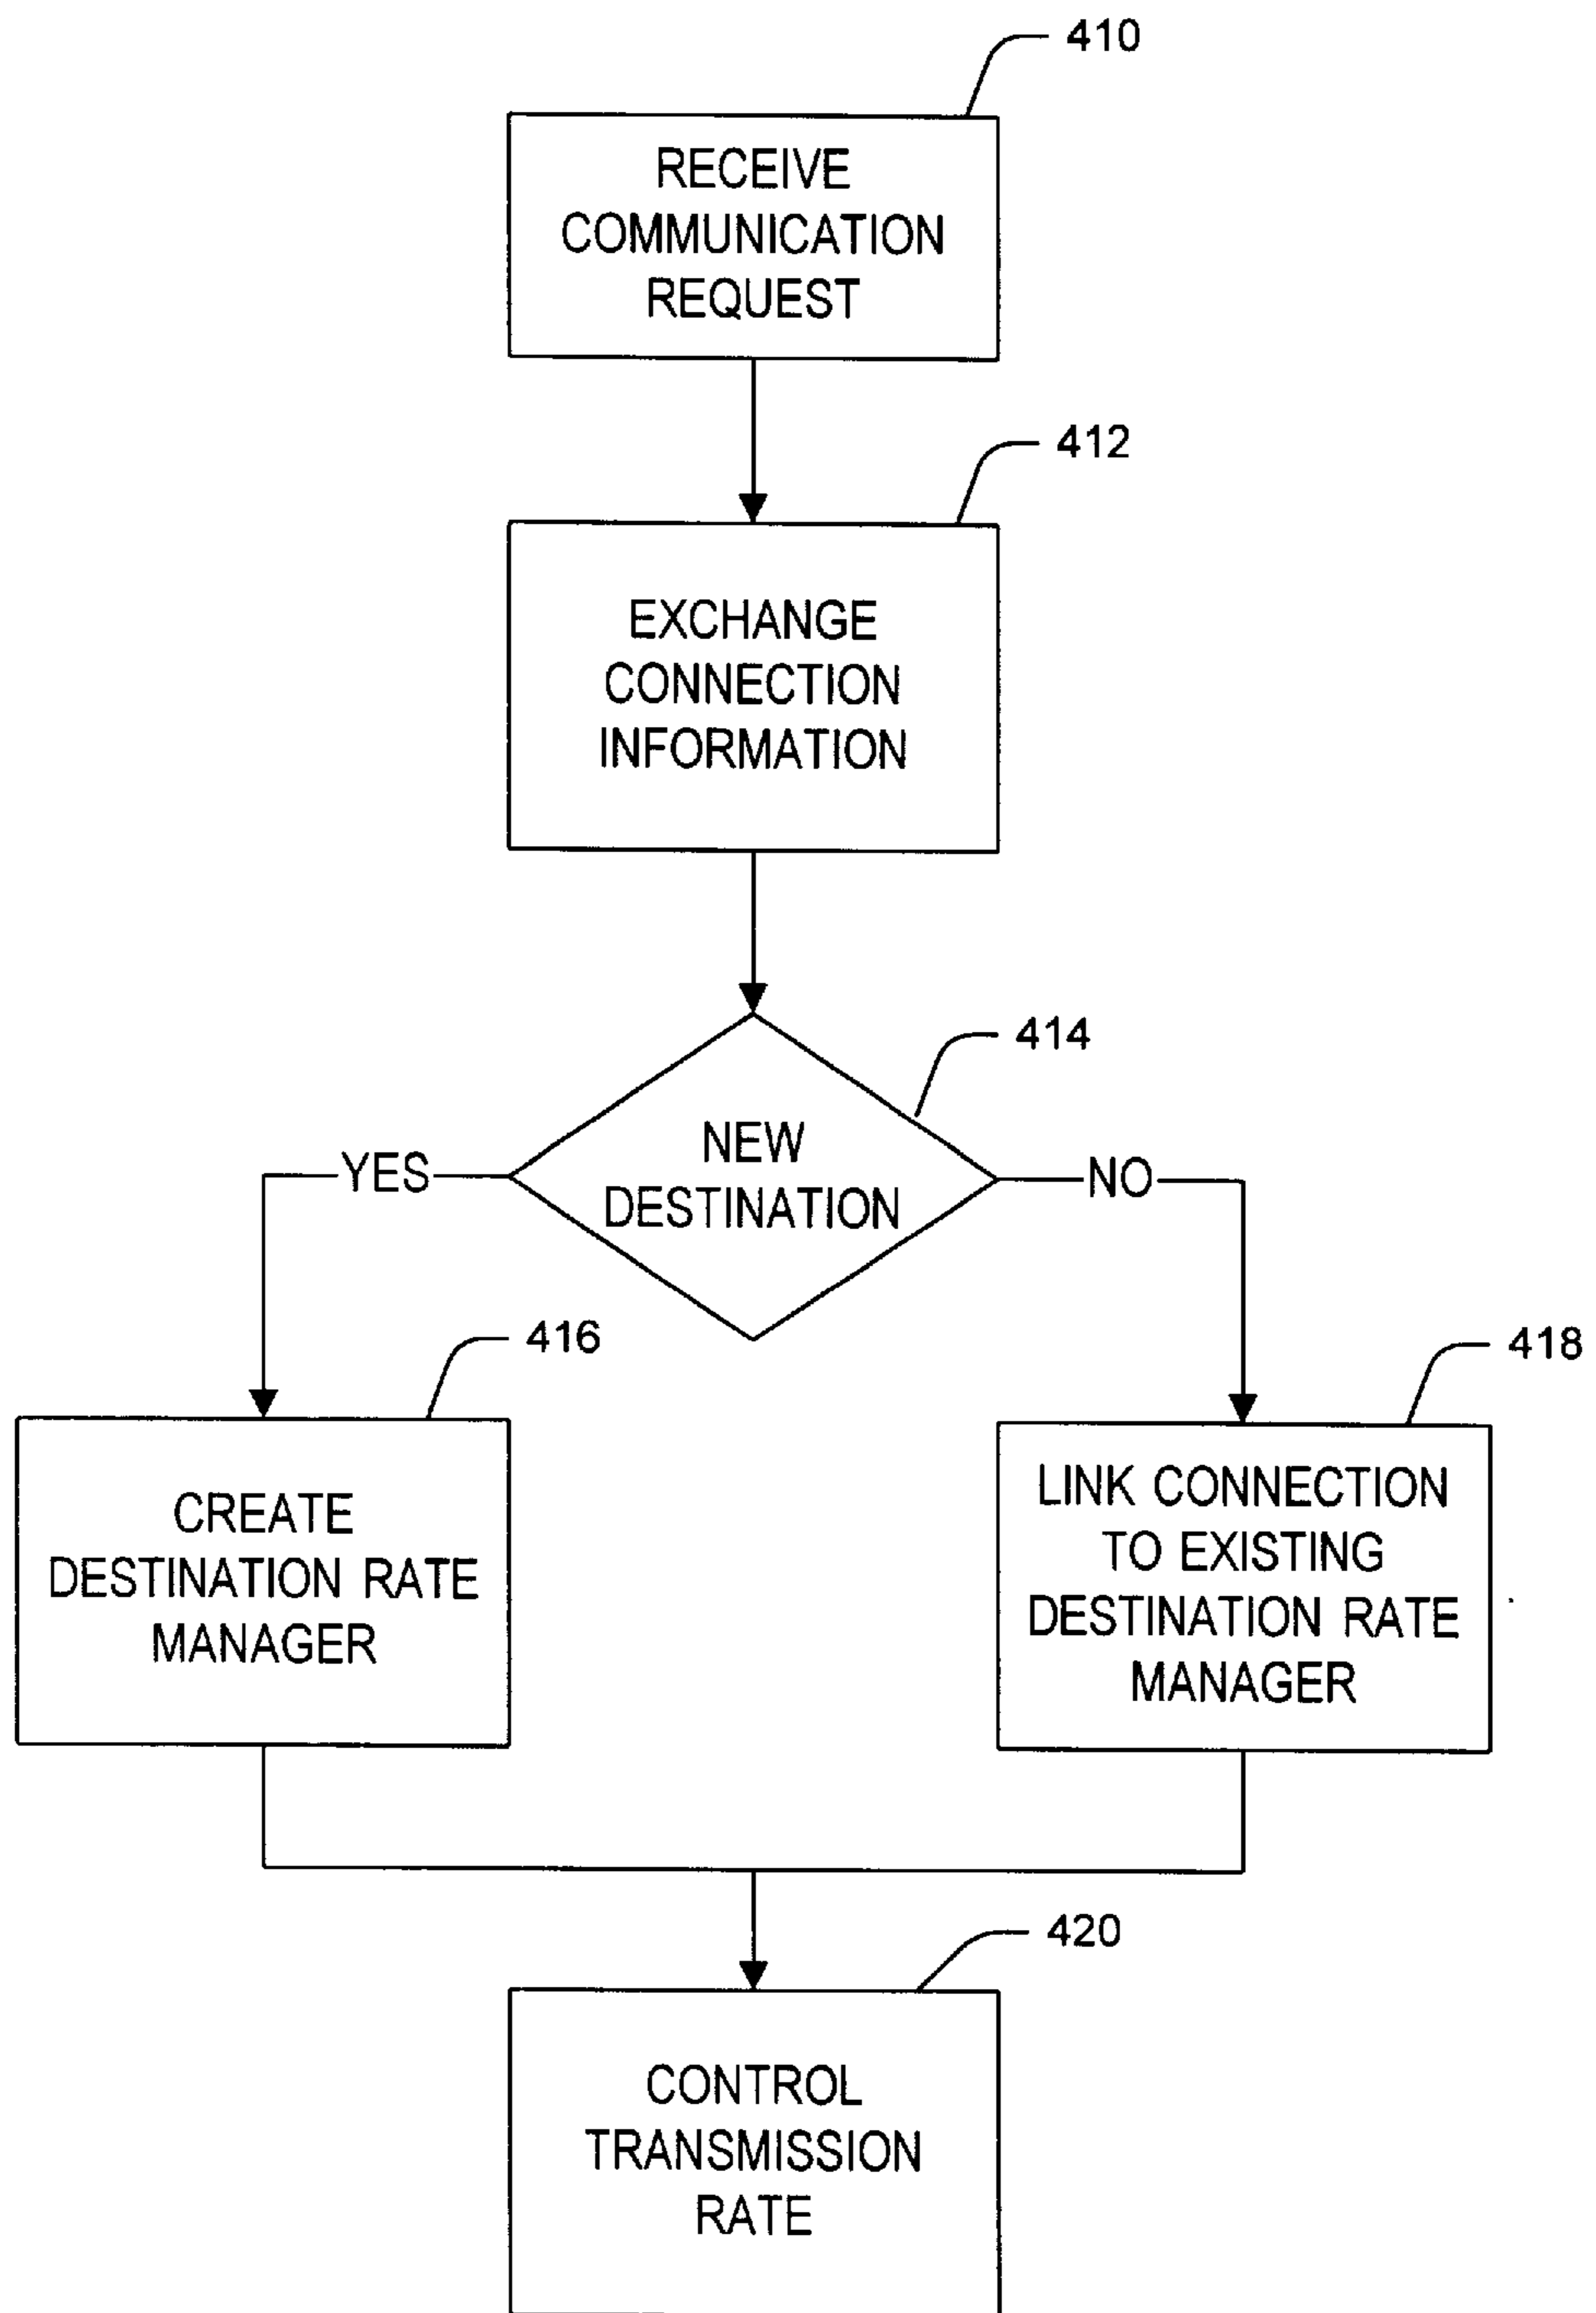 410
RECEIVE
COMMUNICATION
REQUEST
412
EXCHANGE
CONNECTION
INFORMATION
414
NEW
DESTINATION
YES
NO
416
418
CREATE
DESTINATION RATE
MANAGER
LINK CONNECTION
TO EXISTING
DESTINATION RATE
MANAGER
420
CONTROL
TRANSMISSION
RATE